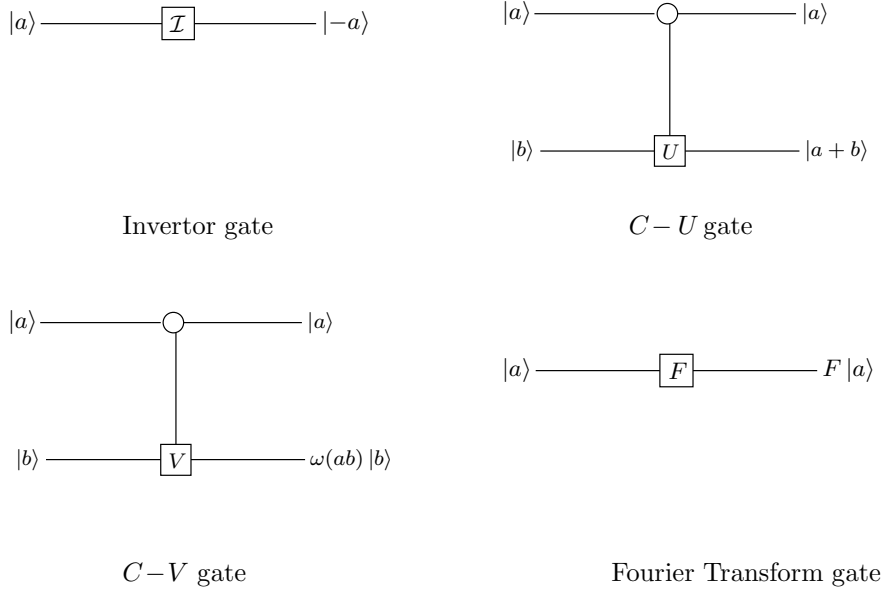 |a⟩ ℐ |−a⟩
Invertor gate
|a⟩ |a⟩
|b⟩ U |a + b⟩
C − U gate
|a⟩ |a⟩
|b⟩ V ω(ab) |b⟩
C − V gate
|a⟩ F F |a⟩
Fourier Transform gate